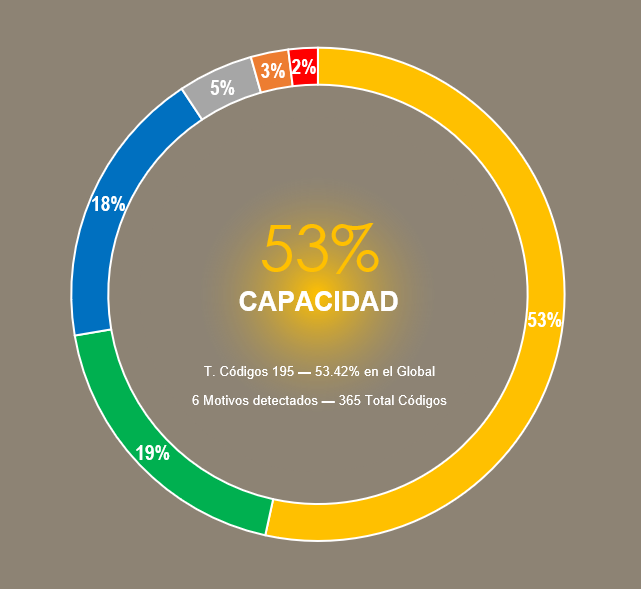 2%
3%
5%
18%
53%
CAPACIDAD
53%
T. Códigos 195 — 53.42% en el Global
6 Motivos detectados — 365 Total Códigos
19%